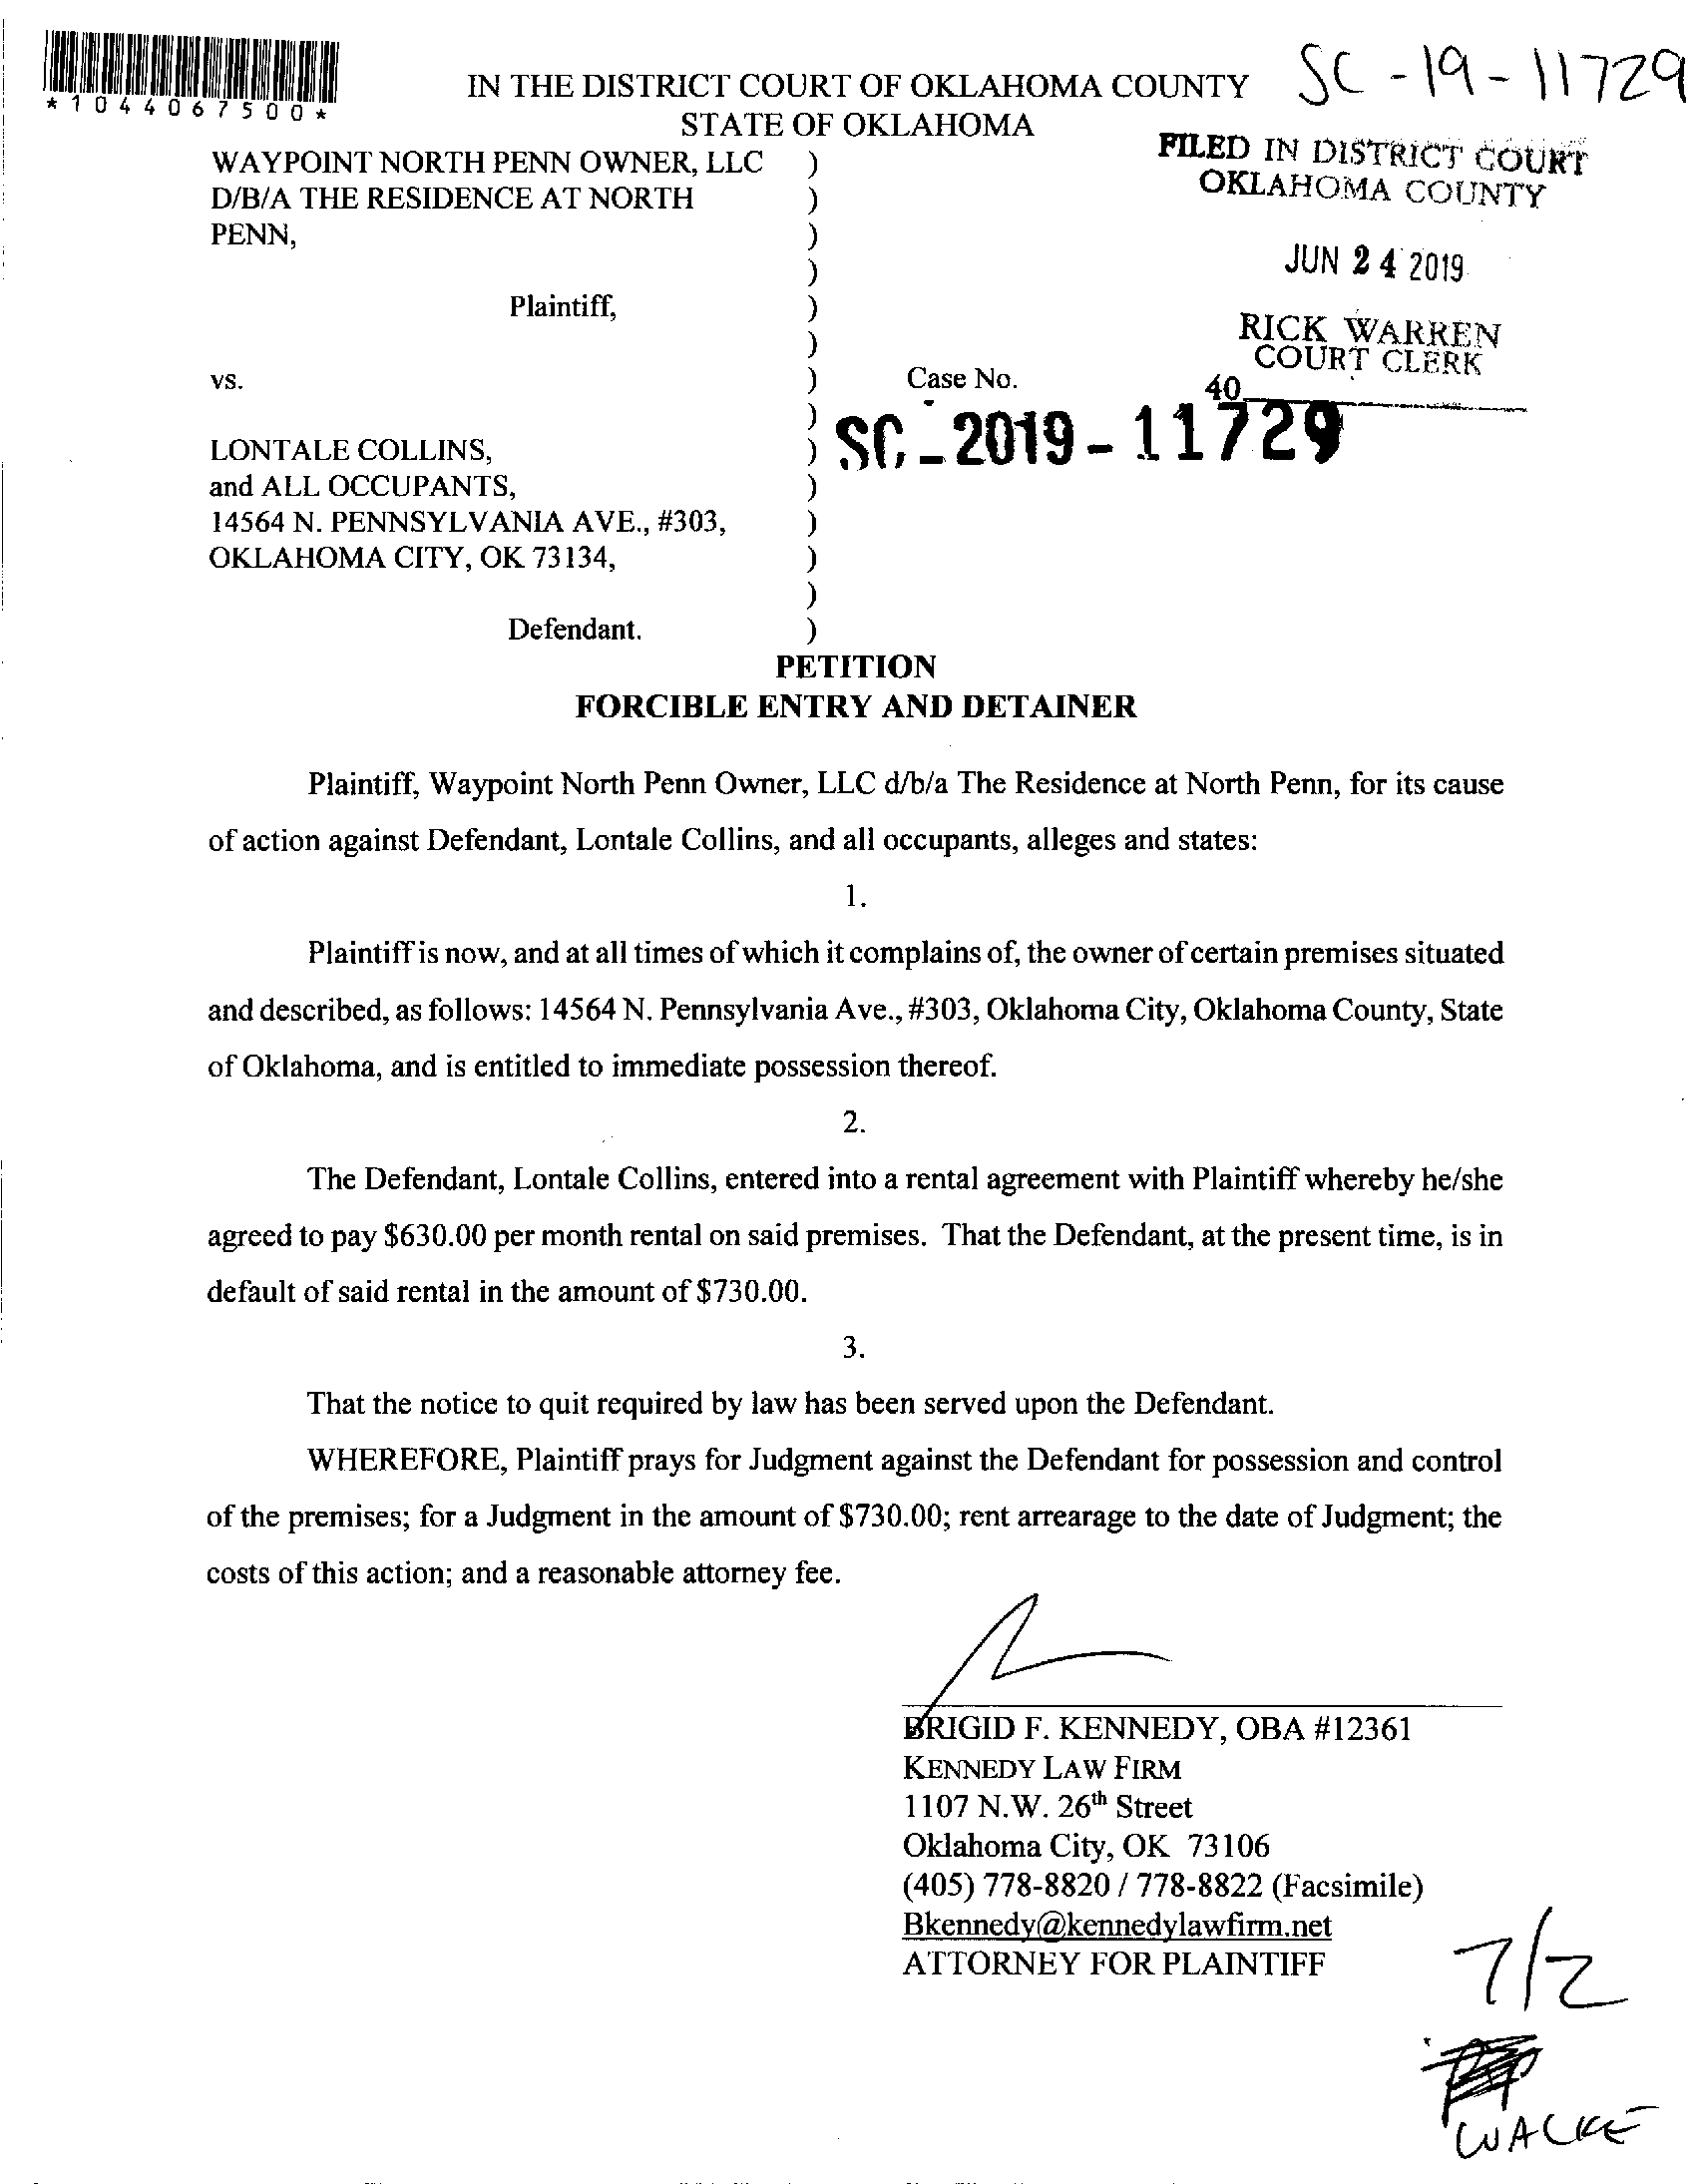 *1044067500*
SC-19-11729
IN THE DISTRICT COURT OF OKLAHOMA COUNTY
STATE OF OKLAHOMA
FILED IN DISTRICT COURT
OKLAHOMA COUNTY
JUN 24 2019
RICK WARREN
COURT CLERK
40
WAYPOINT NORTH PENN OWNER, LLC )
D/B/A THE RESIDENCE AT NORTH )
PENN, )
)
Plaintiff, )
)
vs. ) Case No.
)
SC-2019-11729
LONTALE COLLINS, )
and ALL OCCUPANTS, )
14564 N. PENNSYLVANIA AVE., #303, )
OKLAHOMA CITY, OK 73134, )
)
Defendant. )
PETITION
FORCIBLE ENTRY AND DETAINER
Plaintiff, Waypoint North Penn Owner, LLC d/b/a The Residence at North Penn, for its cause
of action against Defendant, Lontale Collins, and all occupants, alleges and states:
1.
Plaintiff is now, and at all times of which it complains of, the owner of certain premises situated
and described, as follows: 14564 N. Pennsylvania Ave., #303, Oklahoma City, Oklahoma County, State
of Oklahoma, and is entitled to immediate possession thereof.
2.
The Defendant, Lontale Collins, entered into a rental agreement with Plaintiff whereby he/she
agreed to pay $630.00 per month rental on said premises. That the Defendant, at the present time, is in
default of said rental in the amount of $730.00.
3.
That the notice to quit required by law has been served upon the Defendant.
WHEREFORE, Plaintiff prays for Judgment against the Defendant for possession and control
of the premises; for a Judgment in the amount of $730.00; rent arrearage to the date of Judgment; the
costs of this action; and a reasonable attorney fee.
BRIGID F. KENNEDY, OBA #12361
KENNEDY LAW FIRM
1107 N.W. 26th Street
Oklahoma City, OK 73106
(405) 778-8820 / 778-8822 (Facsimile)
Bkennedy@kennedylawfirm.net
ATTORNEY FOR PLAINTIFF
7/2